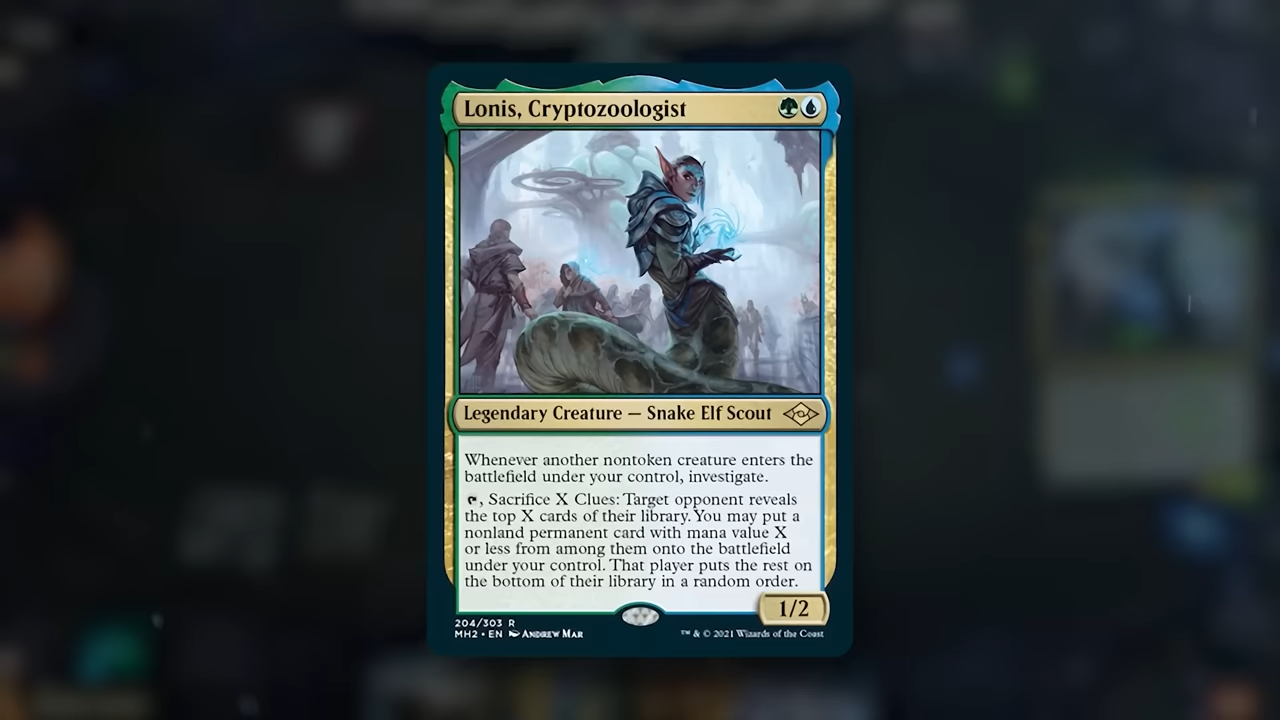 Lonis, Cryptozoologist
Legendary Creature — Snake Elf Scout
Whenever another nontoken creature enters the
battlefield under your control, investigate.
, Sacrifice X Clues: Target opponent reveals
the top X cards of their library. You may put a
nonland permanent card with mana value X
or less from among them onto the battlefield
under your control. That player puts the rest on
the bottom of their library in a random order.
1/2
204/303 R
MH2 • EN Andrew Mar
™ & © 2021 Wizards of the Coast